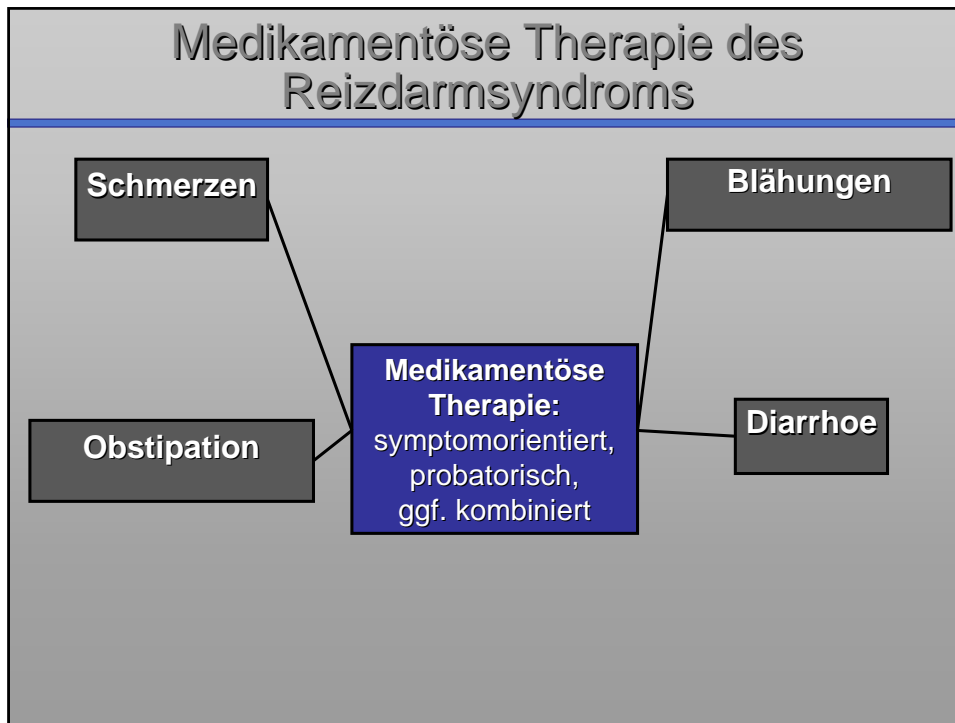 Medikamentöse Therapie des
Reizdarmsyndroms
Schmerzen
Blähungen
Medikamentöse
Therapie:
symptomorientiert,
probatorisch,
ggf. kombiniert
Obstipation
Diarrhoe